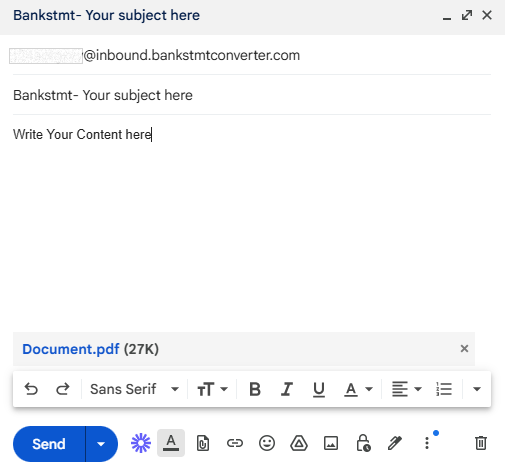 Bankstmt- Your subject here
@inbound.bankstmtconverter.com
Bankstmt- Your subject here
Write Your Content here
Document.pdf (27K)
Sans Serif
Send